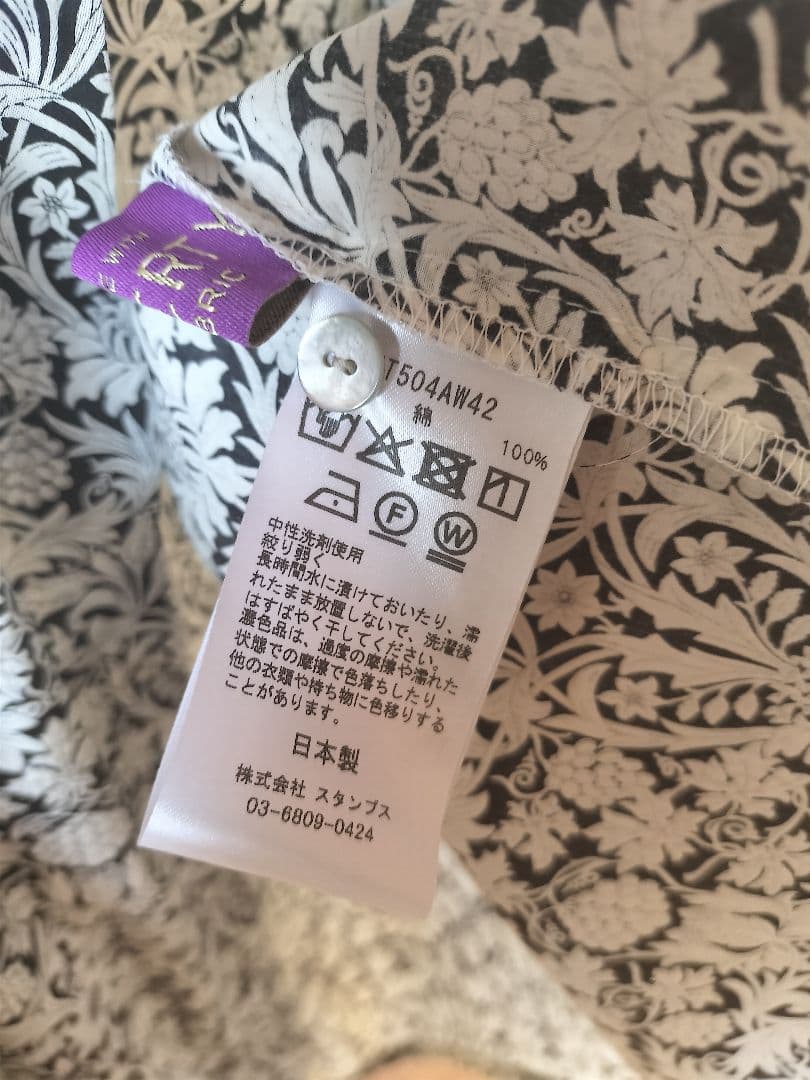 T504AW42
綿
100%
F W
中性洗剤使用
絞り弱く
長時間水に漬けておいたり、濡
れたまま放置しないで、洗濯後
はすばやく干してください。
濃色品は、過度の摩擦や濡れた
状態での摩擦で色落ちしたり、
他の衣類や持ち物に色移りする
ことがあります。
日本製
株式会社 スタンプス
03-6809-0424